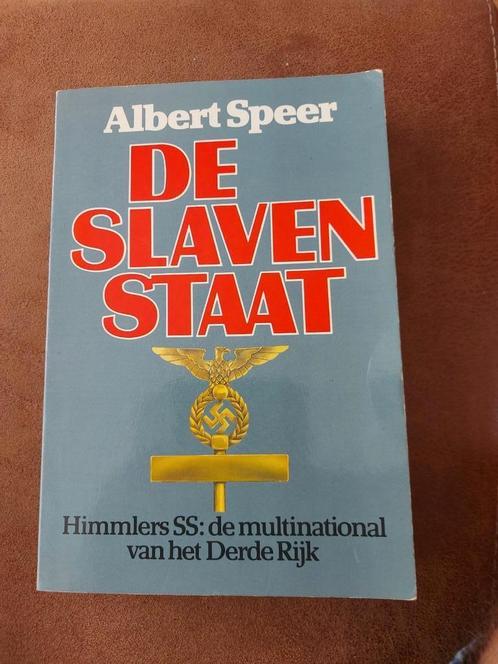 Albert Speer
DE
SLAVEN
STAAT
Himmlers SS: de multinational
van het Derde Rijk